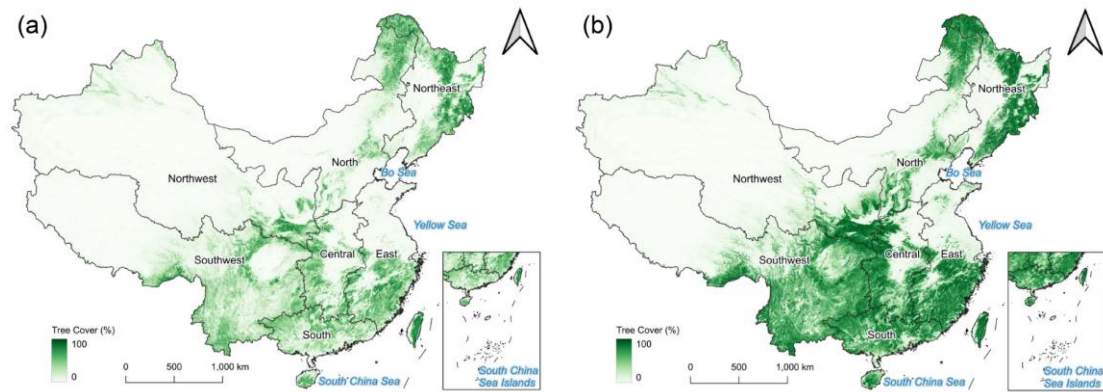 (a)
Northeast
North
Bo Sea
Northwest
Yellow Sea
Southwest
Central
East
South
Tree Cover (%)
100
0
0
500
1,000 km
South China Sea
South China
Sea Islands
(b)
Northeast
North
Bo Sea
Northwest
Yellow Sea
Southwest
Central
East
South
Tree Cover (%)
100
0
0
500
1,000 km
South China Sea
South China
Sea Islands